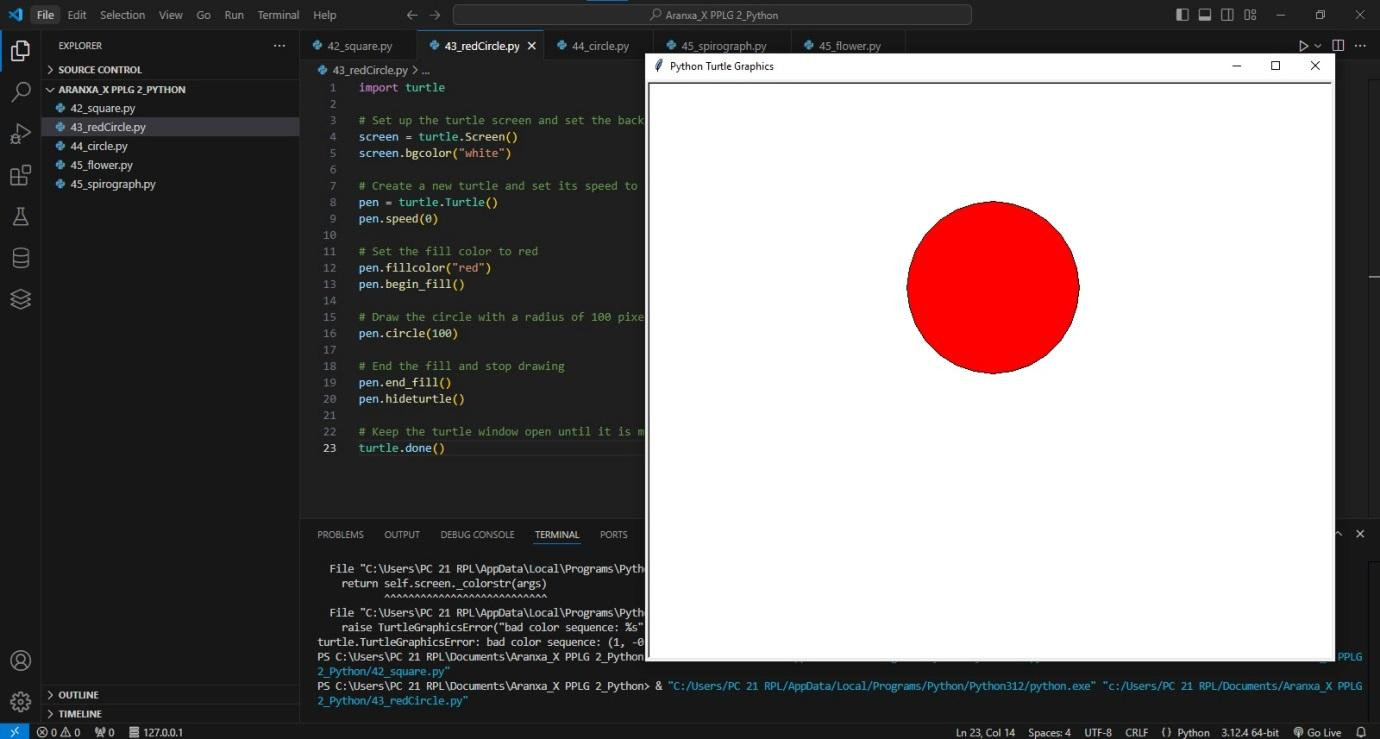 File Edit Selection View Go Run Terminal Help
Aranxa_X PPLG 2_Python
EXPLORER
SOURCE CONTROL
ARANXA_X PPLG 2_PYTHON
42_square.py
43_redCircle.py
44_circle.py
45_flower.py
45_spirograph.py
OUTLINE
TIMELINE
42_square.py 43_redCircle.py 44_circle.py 45_spirograph.py 45_flower.py
43_redCircle.py > ...
1 import turtle
2
3 # Set up the turtle screen and set the back
4 screen = turtle.Screen()
5 screen.bgcolor("white")
6
7 # Create a new turtle and set its speed to
8 pen = turtle.Turtle()
9 pen.speed(0)
10
11 # Set the fill color to red
12 pen.fillcolor("red")
13 pen.begin_fill()
14
15 # Draw the circle with a radius of 100 pixe
16 pen.circle(100)
17
18 # End the fill and stop drawing
19 pen.end_fill()
20 pen.hideturtle()
21
22 # Keep the turtle window open until it is m
23 turtle.done()
Python Turtle Graphics
PROBLEMS OUTPUT DEBUG CONSOLE TERMINAL PORTS
File "C:\Users\PC 21 RPL\AppData\Local\Programs\Pyth
return self.screen._colorstr(args)
^^^^^^^^^^^^^^^^^^^^^^^^^^^
File "C:\Users\PC 21 RPL\AppData\Local\Programs\Pyth
raise TurtleGraphicsError("bad color sequence: %s"
turtle.TurtleGraphicsError: bad color sequence: (1, -0
PS C:\Users\PC 21 RPL\Documents\Aranxa_X PPLG 2_Python PPLG
2_Python/42_square.py"
PS C:\Users\PC 21 RPL\Documents\Aranxa_X PPLG 2_Python> & "C:/Users/PC 21 RPL/AppData/Local/Programs/Python/Python312/python.exe" "c:/Users/PC 21 RPL/Documents/Aranxa_X PPLG
2_Python/43_redCircle.py"
0 0 0 127.0.0.1 Ln 23, Col 14 Spaces: 4 UTF-8 CRLF {} Python 3.12.4 64-bit Go Live